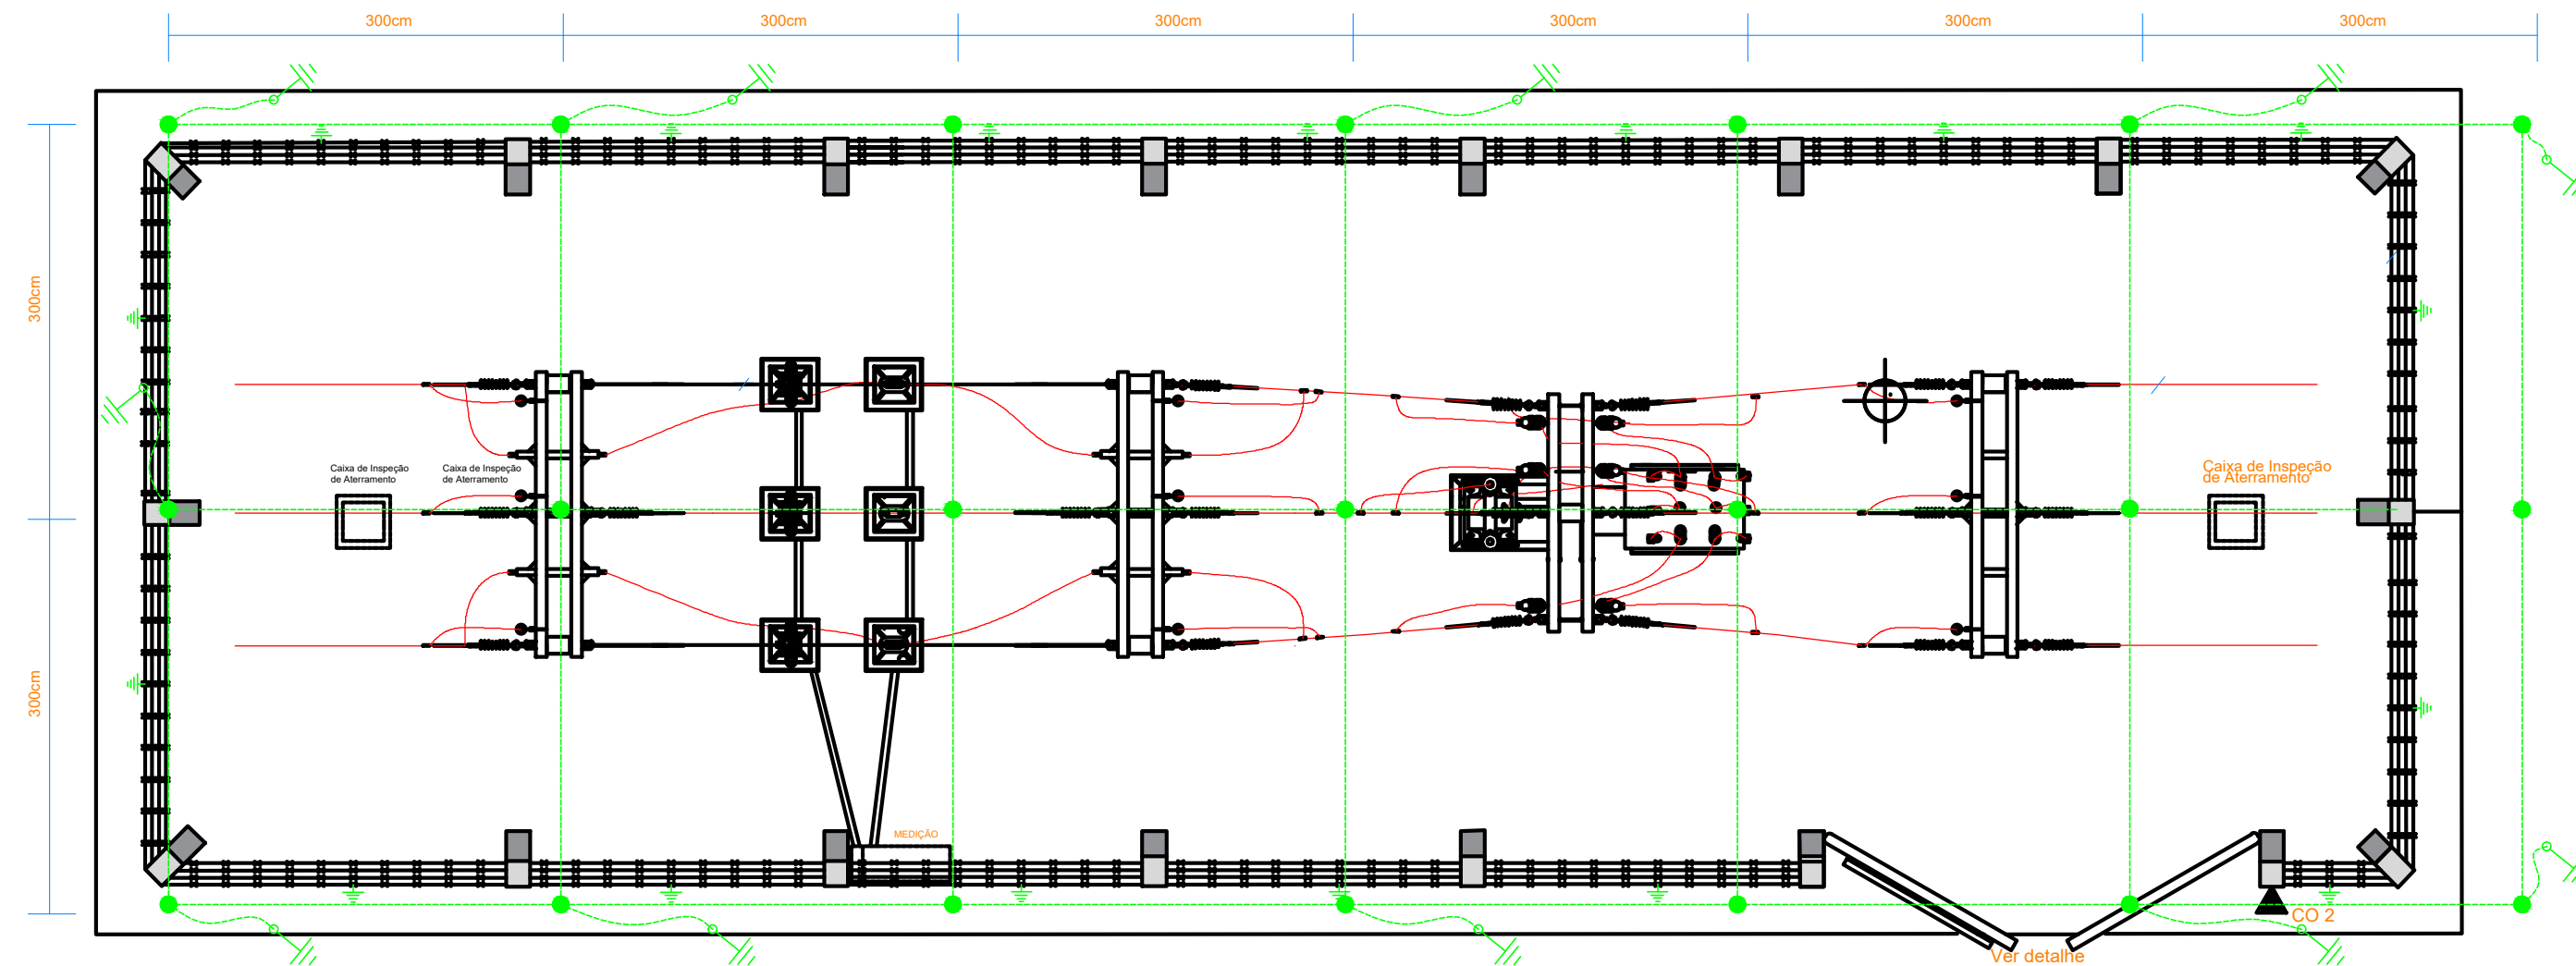 300cm
300cm
300cm
300cm
300cm
300cm
300cm
300cm
Caixa de Inspeção
de Aterramento
Caixa de Inspeção
de Aterramento
Caixa de Inspeção
de Aterramento
MEDIÇÃO
CO 2
Ver detalhe